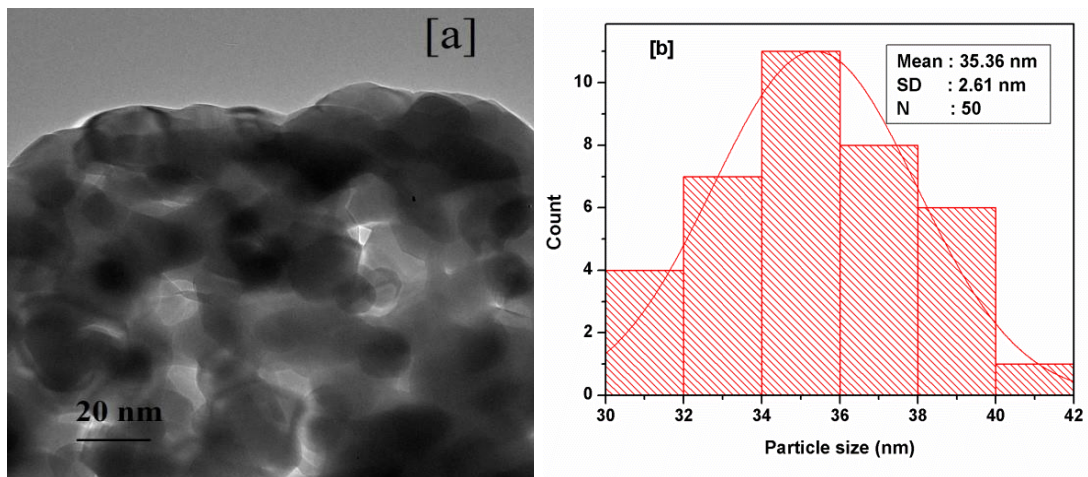 [a]
20 nm
[b]
Mean : 35.36 nm
SD : 2.61 nm
N : 50
Count
10
8
6
4
2
0
30 32 34 36 38 40 42
Particle size (nm)